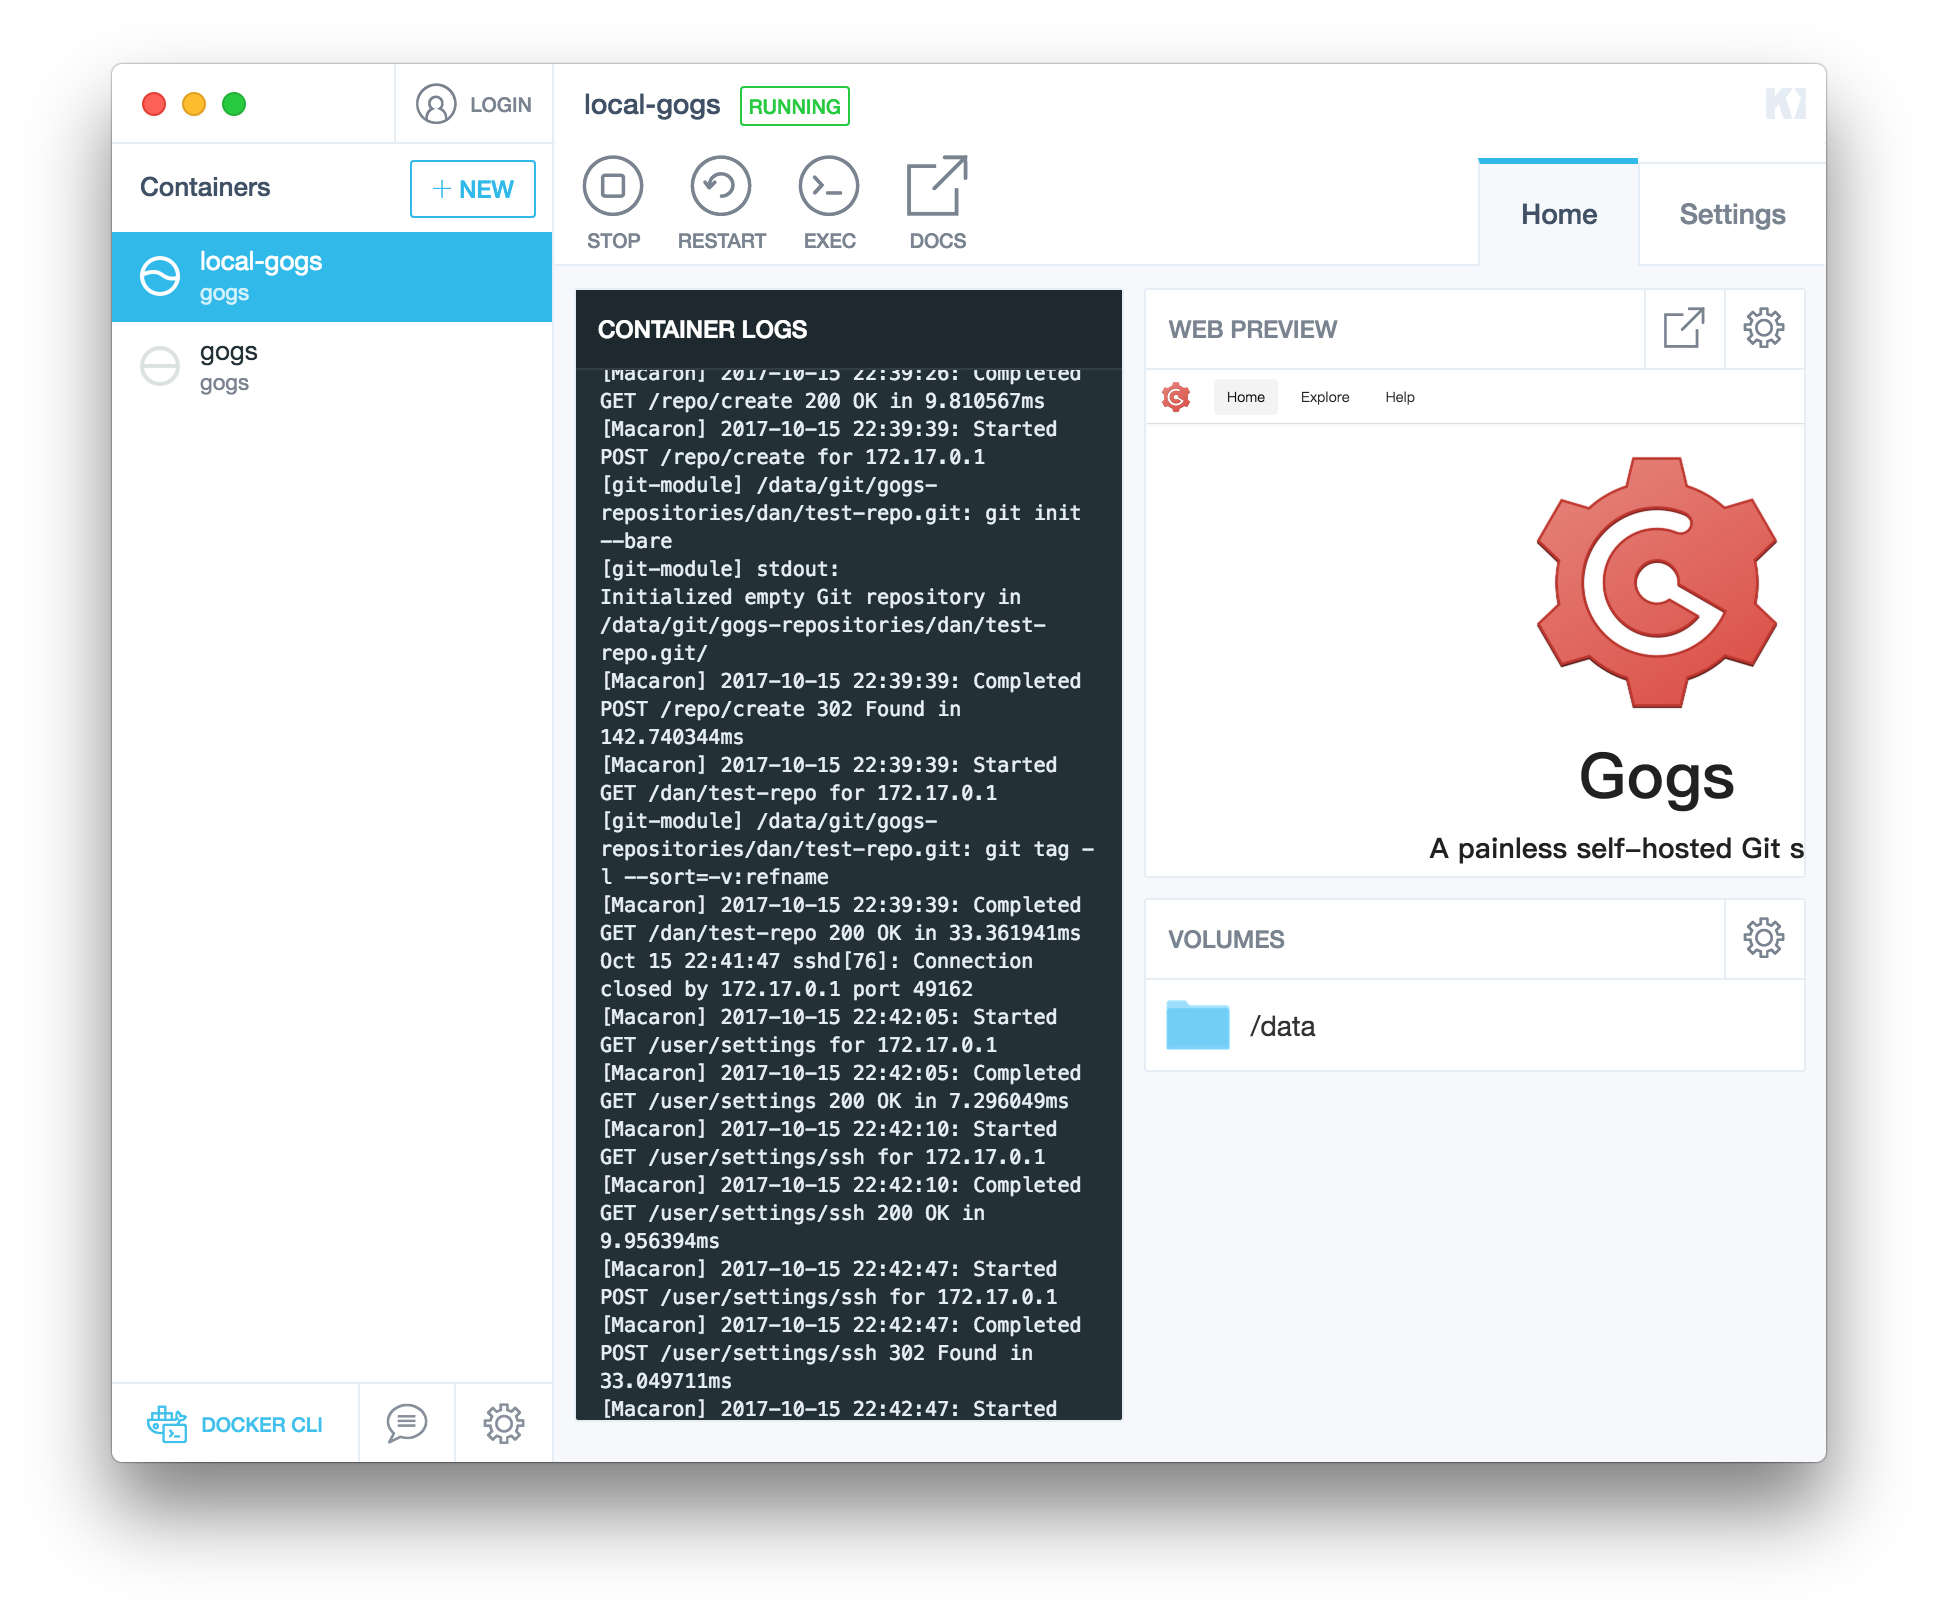 LOGIN
local-gogs RUNNING
Containers
+ NEW
STOP RESTART EXEC DOCS
Home Settings
local-gogs
gogs
gogs
gogs
CONTAINER LOGS
[Macaron] 2017-10-15 22:39:26: Completed
GET /repo/create 200 OK in 9.810567ms
[Macaron] 2017-10-15 22:39:39: Started
POST /repo/create for 172.17.0.1
[git-module] /data/git/gogs-
repositories/dan/test-repo.git: git init
--bare
[git-module] stdout:
Initialized empty Git repository in
/data/git/gogs-repositories/dan/test-
repo.git/
[Macaron] 2017-10-15 22:39:39: Completed
POST /repo/create 302 Found in
142.740344ms
[Macaron] 2017-10-15 22:39:39: Started
GET /dan/test-repo for 172.17.0.1
[git-module] /data/git/gogs-
repositories/dan/test-repo.git: git tag -
l --sort=-v:refname
[Macaron] 2017-10-15 22:39:39: Completed
GET /dan/test-repo 200 OK in 33.361941ms
Oct 15 22:41:47 sshd[76]: Connection
closed by 172.17.0.1 port 49162
[Macaron] 2017-10-15 22:42:05: Started
GET /user/settings for 172.17.0.1
[Macaron] 2017-10-15 22:42:05: Completed
GET /user/settings 200 OK in 7.296049ms
[Macaron] 2017-10-15 22:42:10: Started
GET /user/settings/ssh for 172.17.0.1
[Macaron] 2017-10-15 22:42:10: Completed
GET /user/settings/ssh 200 OK in
9.956394ms
[Macaron] 2017-10-15 22:42:47: Started
POST /user/settings/ssh for 172.17.0.1
[Macaron] 2017-10-15 22:42:47: Completed
POST /user/settings/ssh 302 Found in
33.049711ms
[Macaron] 2017-10-15 22:42:47: Started
WEB PREVIEW
Home Explore Help
Gogs
A painless self-hosted Git s
VOLUMES
/data
DOCKER CLI